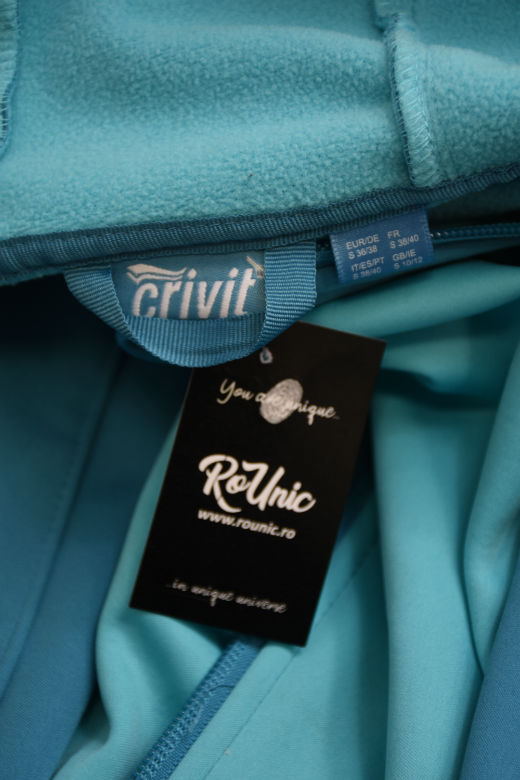 EUR/DE FR
S 36/38 S 38/40
IT/ES/PT GB/IE
S 38/40 S 10/12
crivit
You are unique
RoUnic
www.rounic.ro
in unique universe